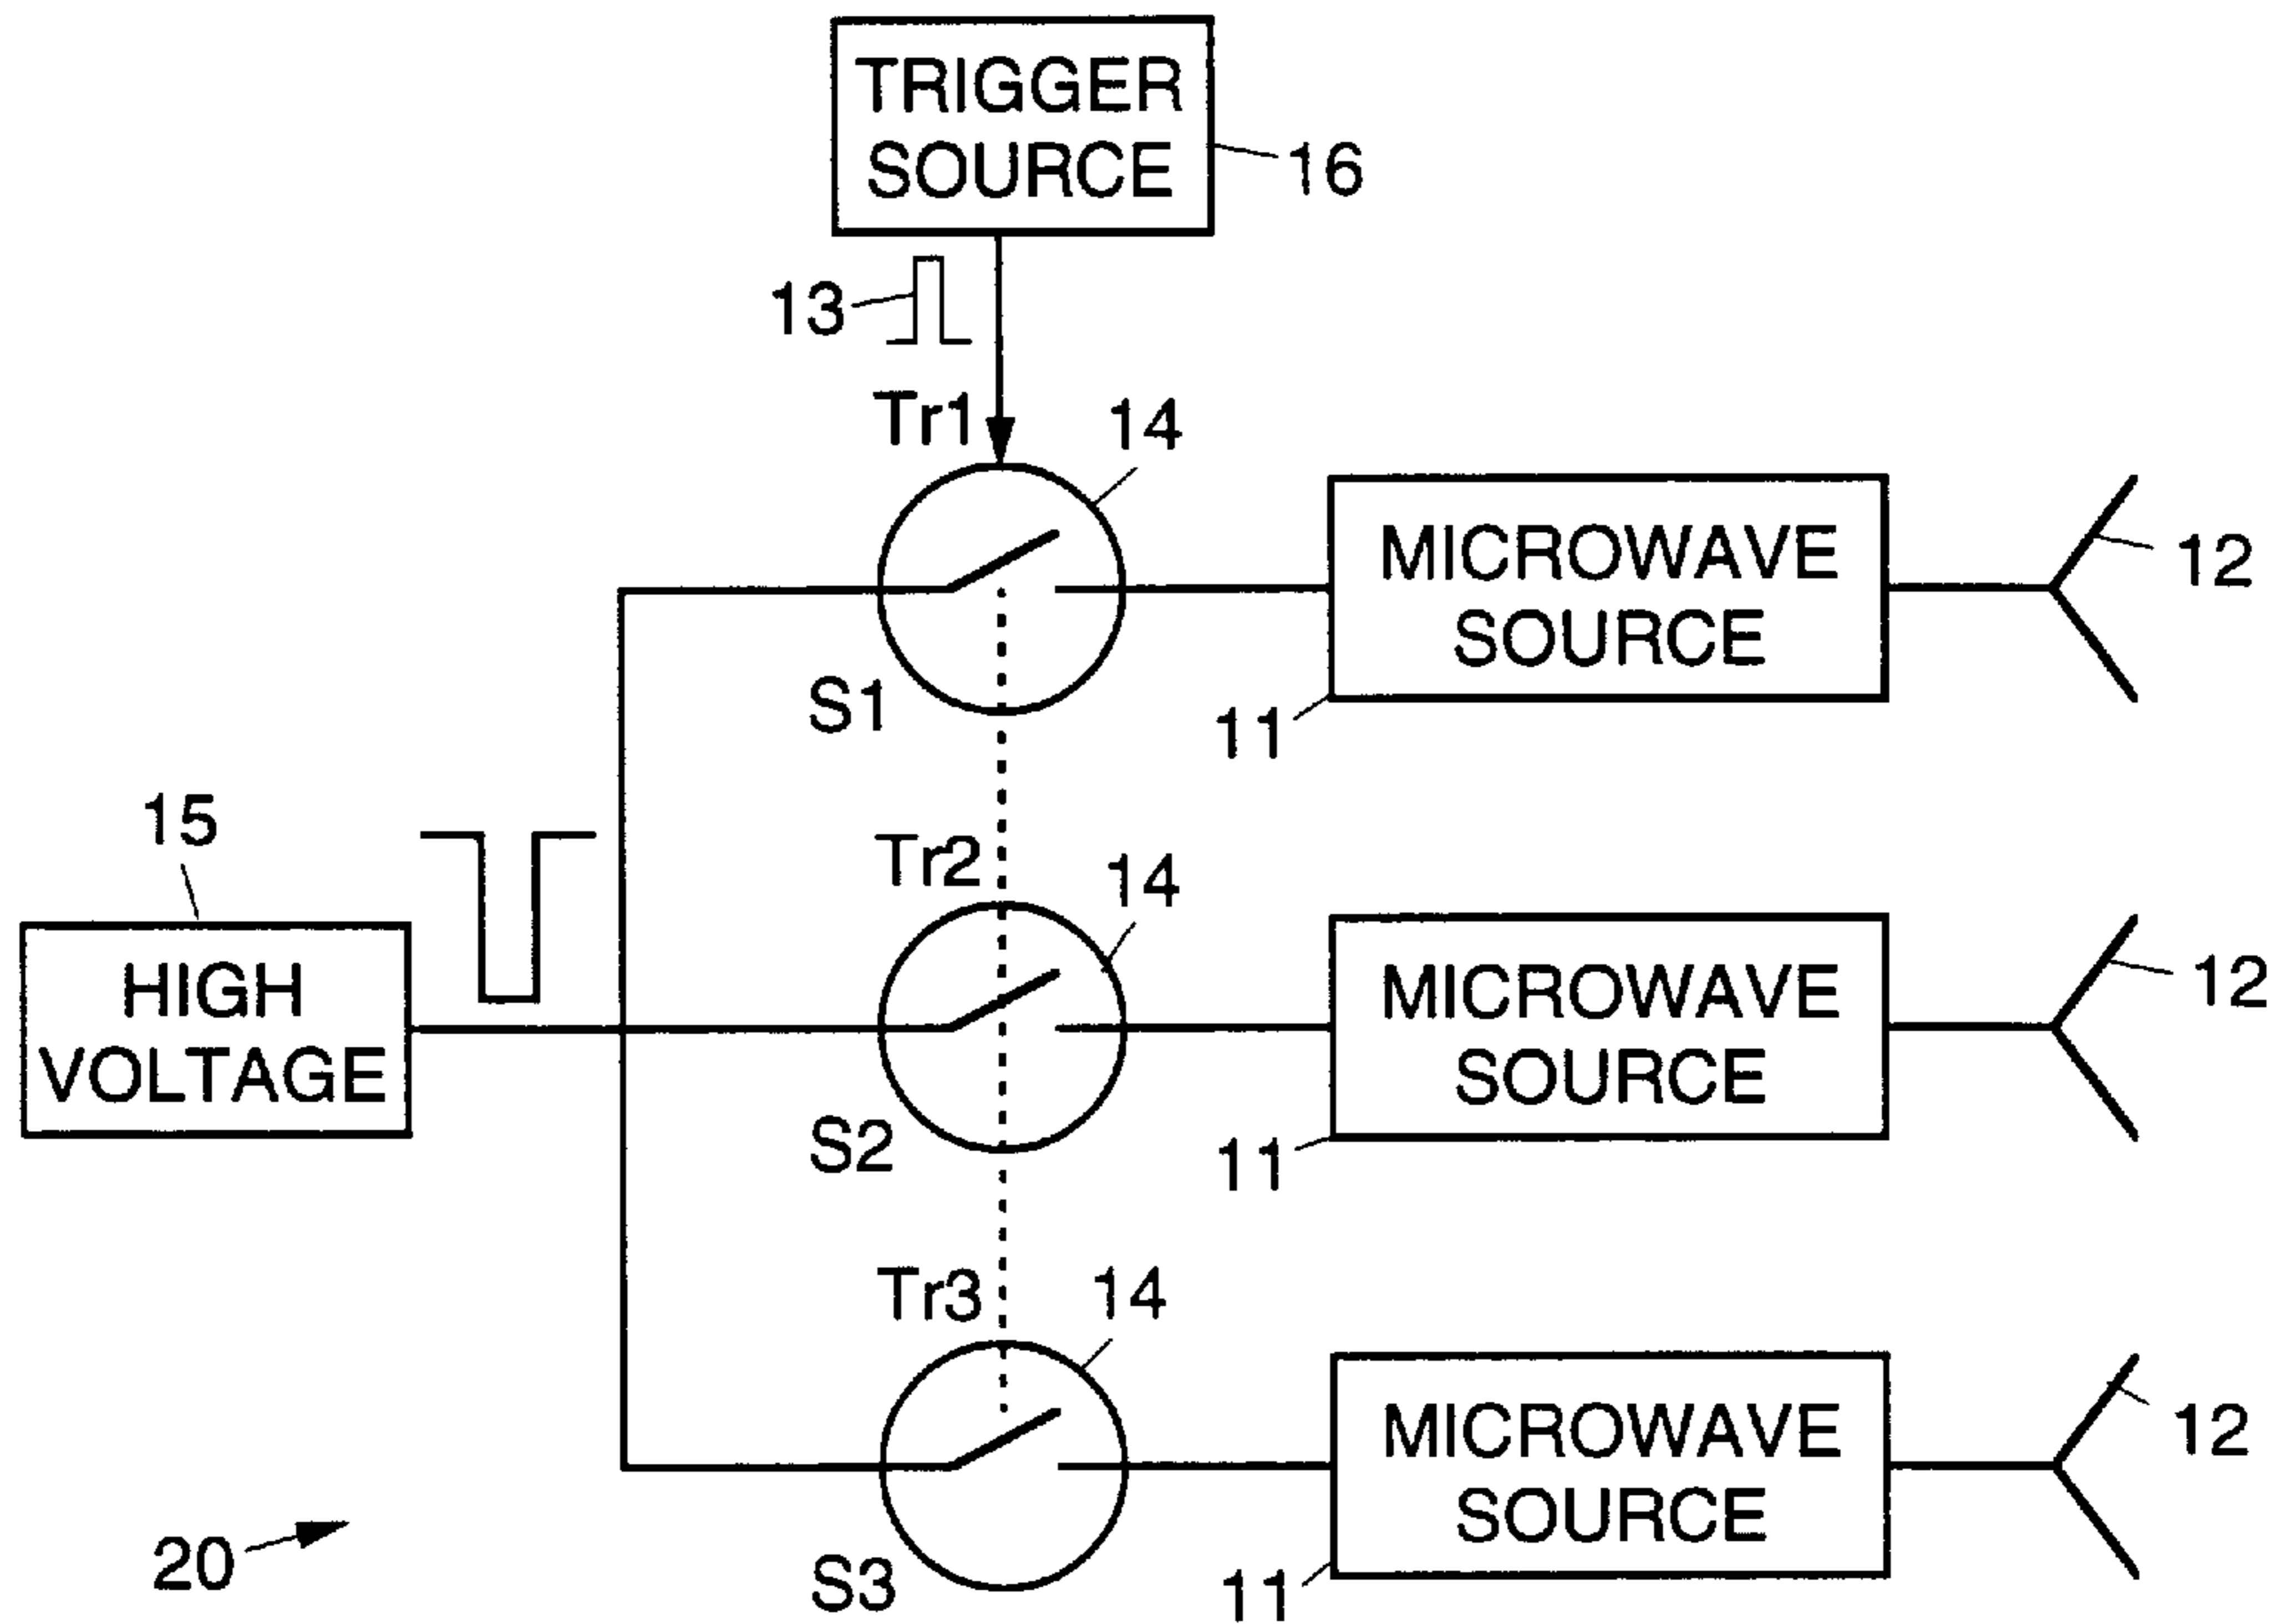 TRIGGER
SOURCE
16
13
Tr1
14
MICROWAVE
SOURCE
12
S1
11
15
Tr2
14
HIGH
VOLTAGE
MICROWAVE
SOURCE
12
S2
11
Tr3
14
MICROWAVE
SOURCE
12
20
S3
11